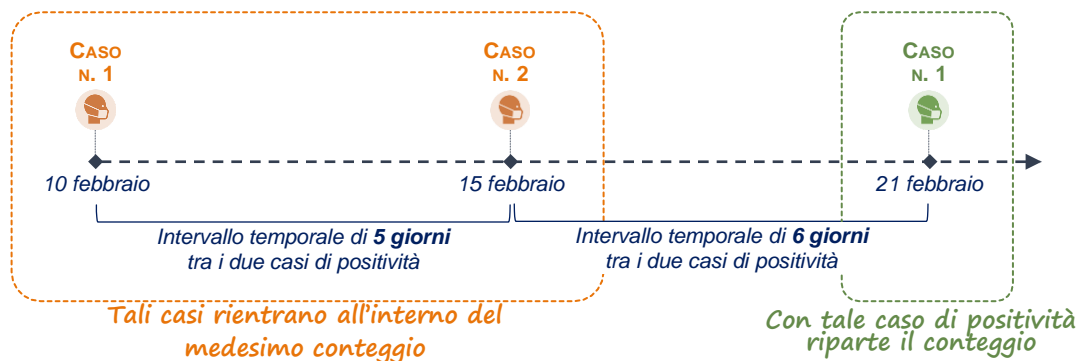 CASO
N. 1
CASO
N. 2
CASO
N. 1
10 febbraio
15 febbraio
21 febbraio
Intervallo temporale di 5 giorni
tra i due casi di positività
Intervallo temporale di 6 giorni
tra i due casi di positività
Tali casi rientrano all'interno del
medesimo conteggio
Con tale caso di positività
riparte il conteggio